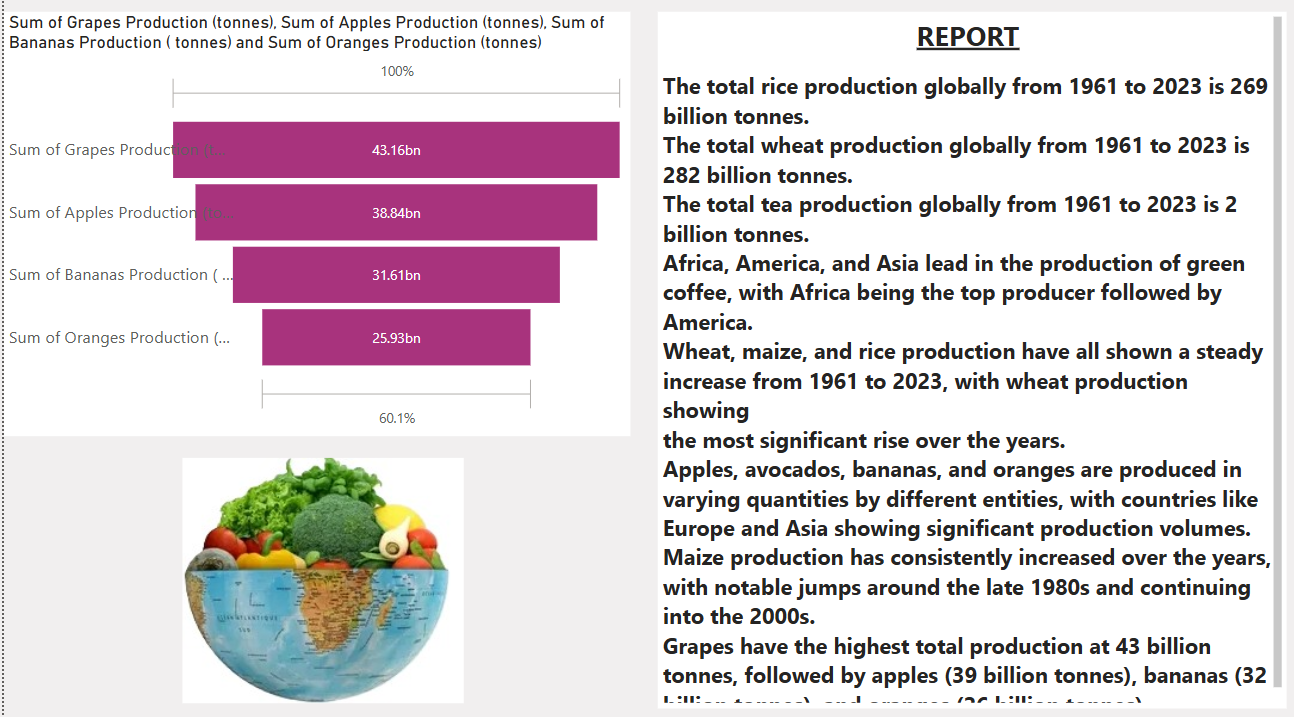 Sum of Grapes Production (tonnes), Sum of Apples Production (tonnes), Sum of
Bananas Production ( tonnes) and Sum of Oranges Production (tonnes)
100%
Sum of Grapes Production (t...
43.16bn
Sum of Apples Production (to...
38.84bn
Sum of Bananas Production ( ...
31.61bn
Sum of Oranges Production (...
25.93bn
60.1%
REPORT
The total rice production globally from 1961 to 2023 is 269
billion tonnes.
The total wheat production globally from 1961 to 2023 is
282 billion tonnes.
The total tea production globally from 1961 to 2023 is 2
billion tonnes.
Africa, America, and Asia lead in the production of green
coffee, with Africa being the top producer followed by
America.
Wheat, maize, and rice production have all shown a steady
increase from 1961 to 2023, with wheat production
showing
the most significant rise over the years.
Apples, avocados, bananas, and oranges are produced in
varying quantities by different entities, with countries like
Europe and Asia showing significant production volumes.
Maize production has consistently increased over the years,
with notable jumps around the late 1980s and continuing
into the 2000s.
Grapes have the highest total production at 43 billion
tonnes, followed by apples (39 billion tonnes), bananas (32
billion tonnes), and oranges (26 billion tonnes)